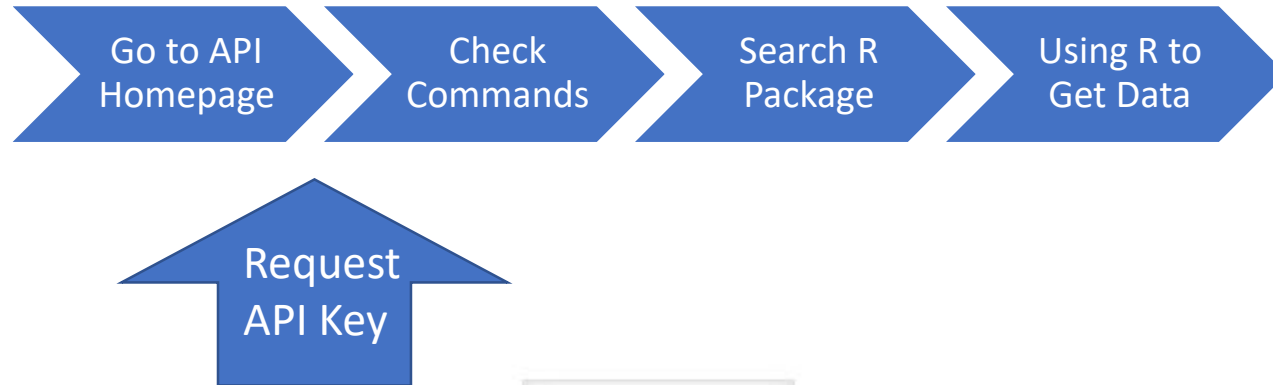 Go to API
Homepage
Check
Commands
Search R
Package
Using R to
Get Data
Request
API Key